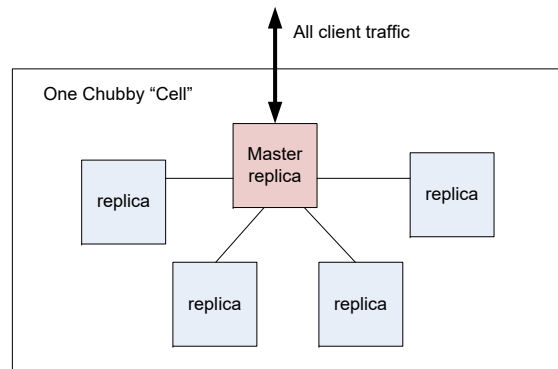 All client traffic
One Chubby “Cell”
Master
replica
replica
replica
replica
replica